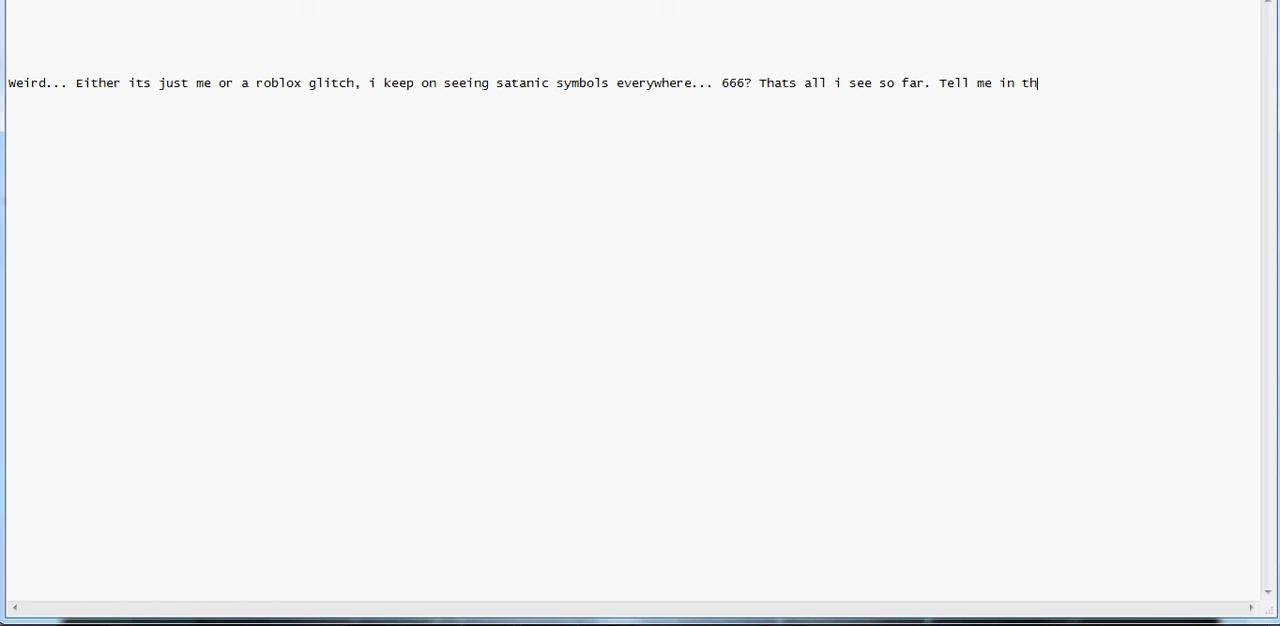 Weird... Either its just me or a roblox glitch, i keep on seeing satanic symbols everywhere... 666? Thats all i see so far. Tell me in th